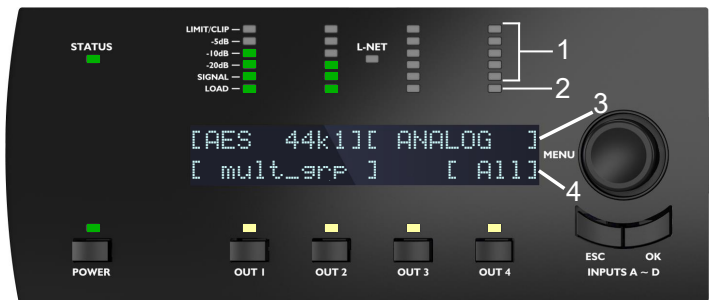 LIMIT/CLIP
-5dB
-10dB
-20dB
SIGNAL
LOAD
STATUS
L-NET
1
2
3
4
[AES 44k1][ ANALOG ]
[ mult_grp ] [ All]
MENU
ESC OK
INPUTS A ~ D
POWER
OUT 1
OUT 2
OUT 3
OUT 4